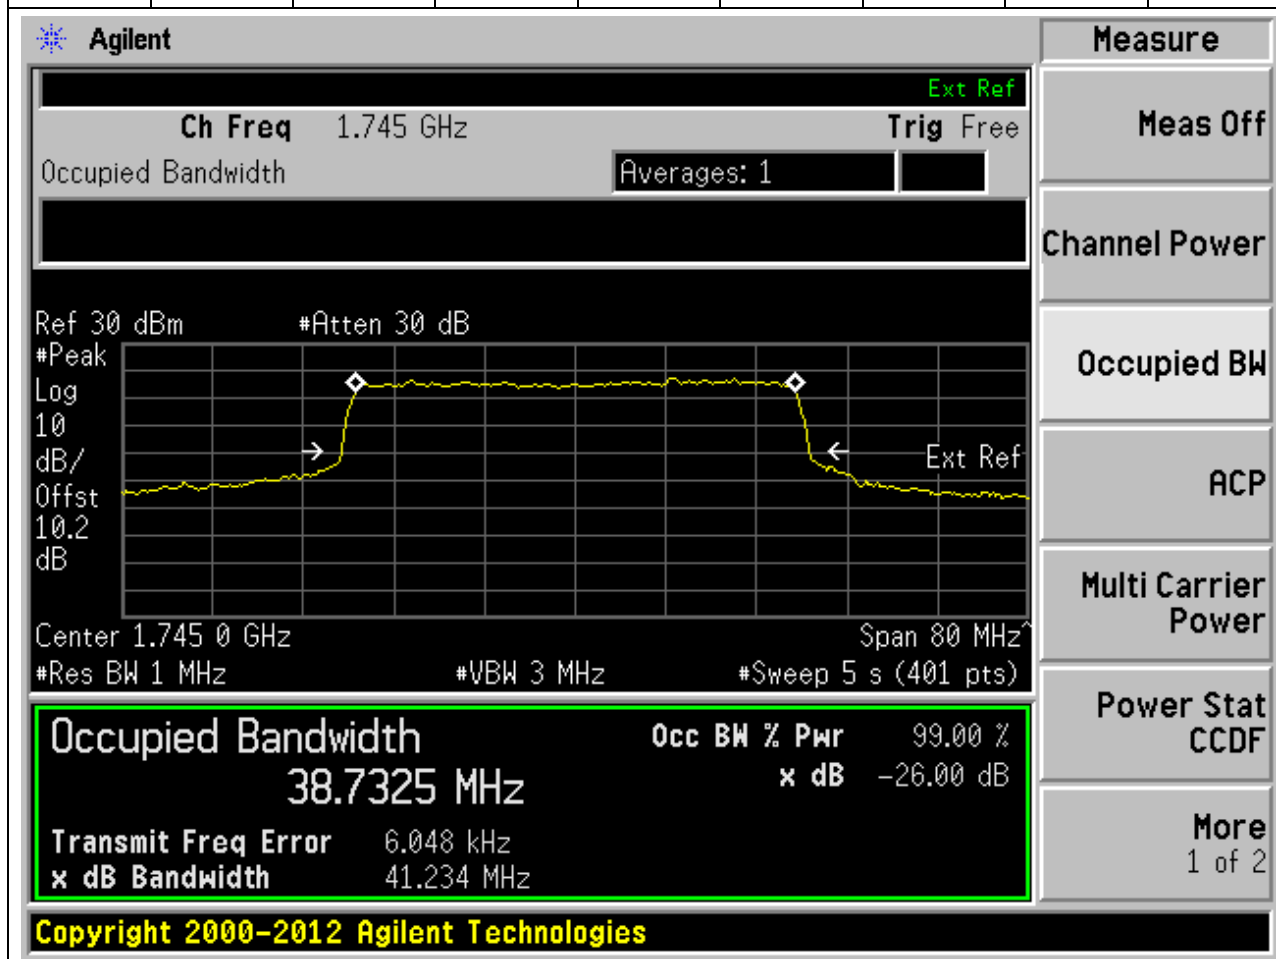 Agilent
Measure
Ext Ref
Ch Freq 1.745 GHz Trig Free
Occupied Bandwidth Averages: 1
Ref 30 dBm #Atten 30 dB
#Peak
Log
10
dB/
Offst
10.2
dB
Ext Ref
Center 1.745 0 GHz Span 80 MHz^
#Res BW 1 MHz #VBW 3 MHz #Sweep 5 s (401 pts)
Occupied Bandwidth Occ BW % Pwr 99.00 %
38.7325 MHz x dB -26.00 dB
Transmit Freq Error 6.048 kHz
x dB Bandwidth 41.234 MHz
Copyright 2000-2012 Agilent Technologies
Meas Off
Channel Power
Occupied BW
ACP
Multi Carrier
Power
Power Stat
CCDF
More
1 of 2